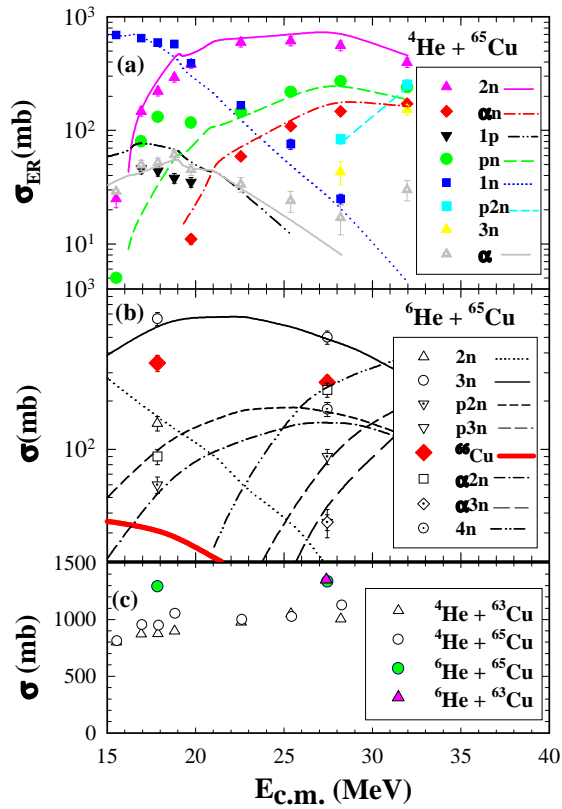 10³
10²
10¹
10³
σER(mb)
(a)
⁴He + ⁶⁵Cu
2n
αn
1p
pn
1n
p2n
3n
α
10²
σ(mb)
(b)
⁶He + ⁶⁵Cu
2n
3n
p2n
p3n
⁶⁶Cu
α2n
α3n
4n
1500
1000
500
0
σ (mb)
(c)
⁴He + ⁶³Cu
⁴He + ⁶⁵Cu
⁶He + ⁶⁵Cu
⁶He + ⁶³Cu
15 20 25 30 35 40
Ec.m. (MeV)